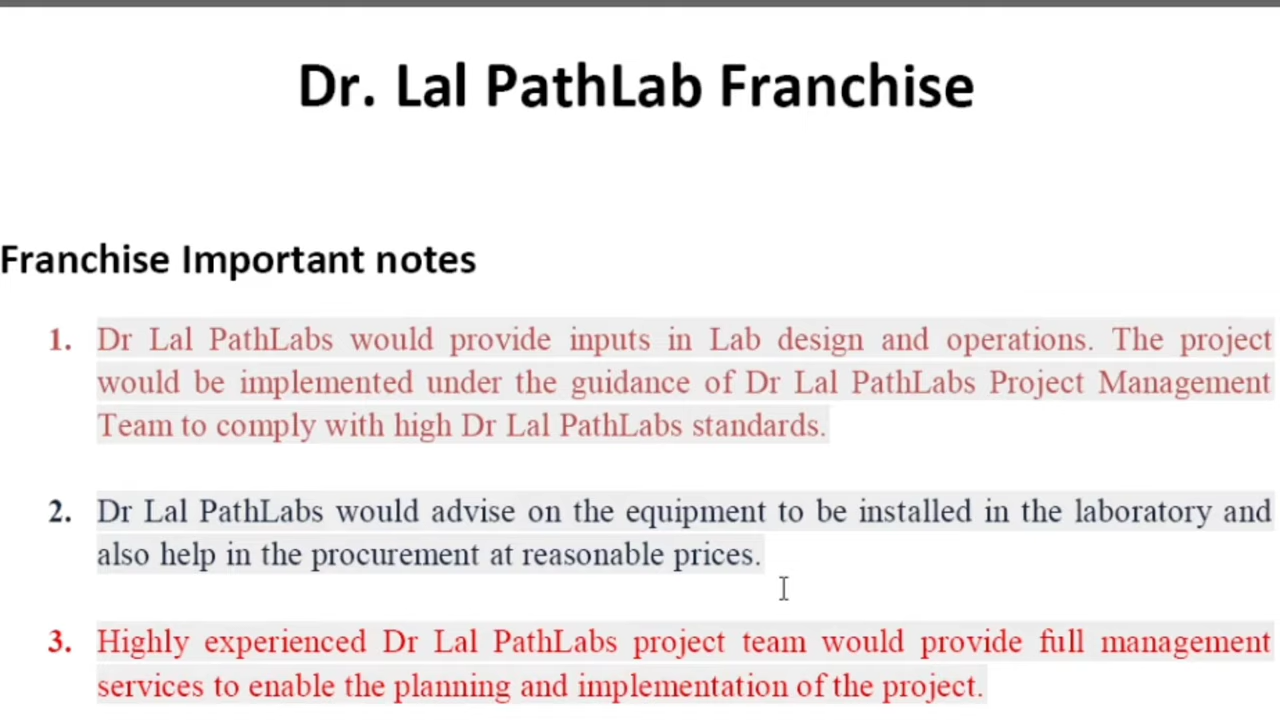 Dr. Lal PathLab Franchise
Franchise Important notes
1. Dr Lal PathLabs would provide inputs in Lab design and operations. The project
would be implemented under the guidance of Dr Lal PathLabs Project Management
Team to comply with high Dr Lal PathLabs standards.
2. Dr Lal PathLabs would advise on the equipment to be installed in the laboratory and
also help in the procurement at reasonable prices.
3. Highly experienced Dr Lal PathLabs project team would provide full management
services to enable the planning and implementation of the project.